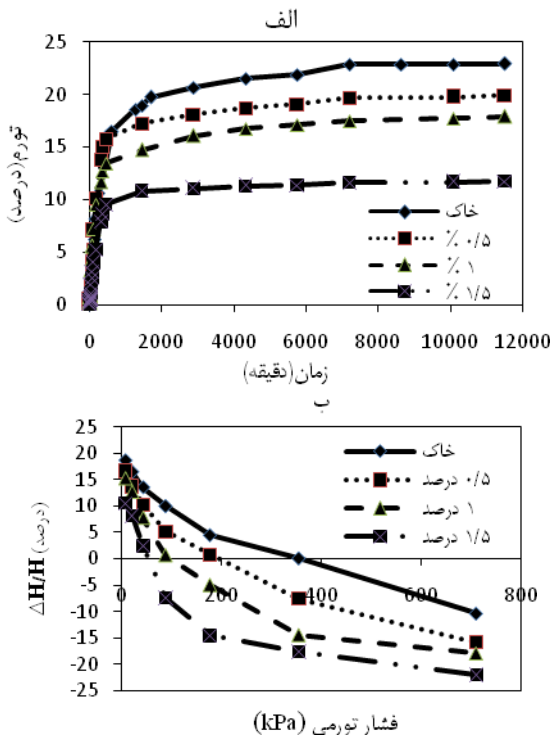 الف
25
20
15
10
5
0
تورم(درصد)
خاک
% ۰/۵
% ۱
% ۱/۵
0 2000 4000 6000 8000 10000 12000
زمان(دقیقه)
ب
25
20
15
10
5
0
-5
-10
-15
-20
-25
ΔH/H (درصد)
خاک
۰/۵ درصد
۱ درصد
۱/۵ درصد
0 200 400 600 800
فشار تورمی (kPa)